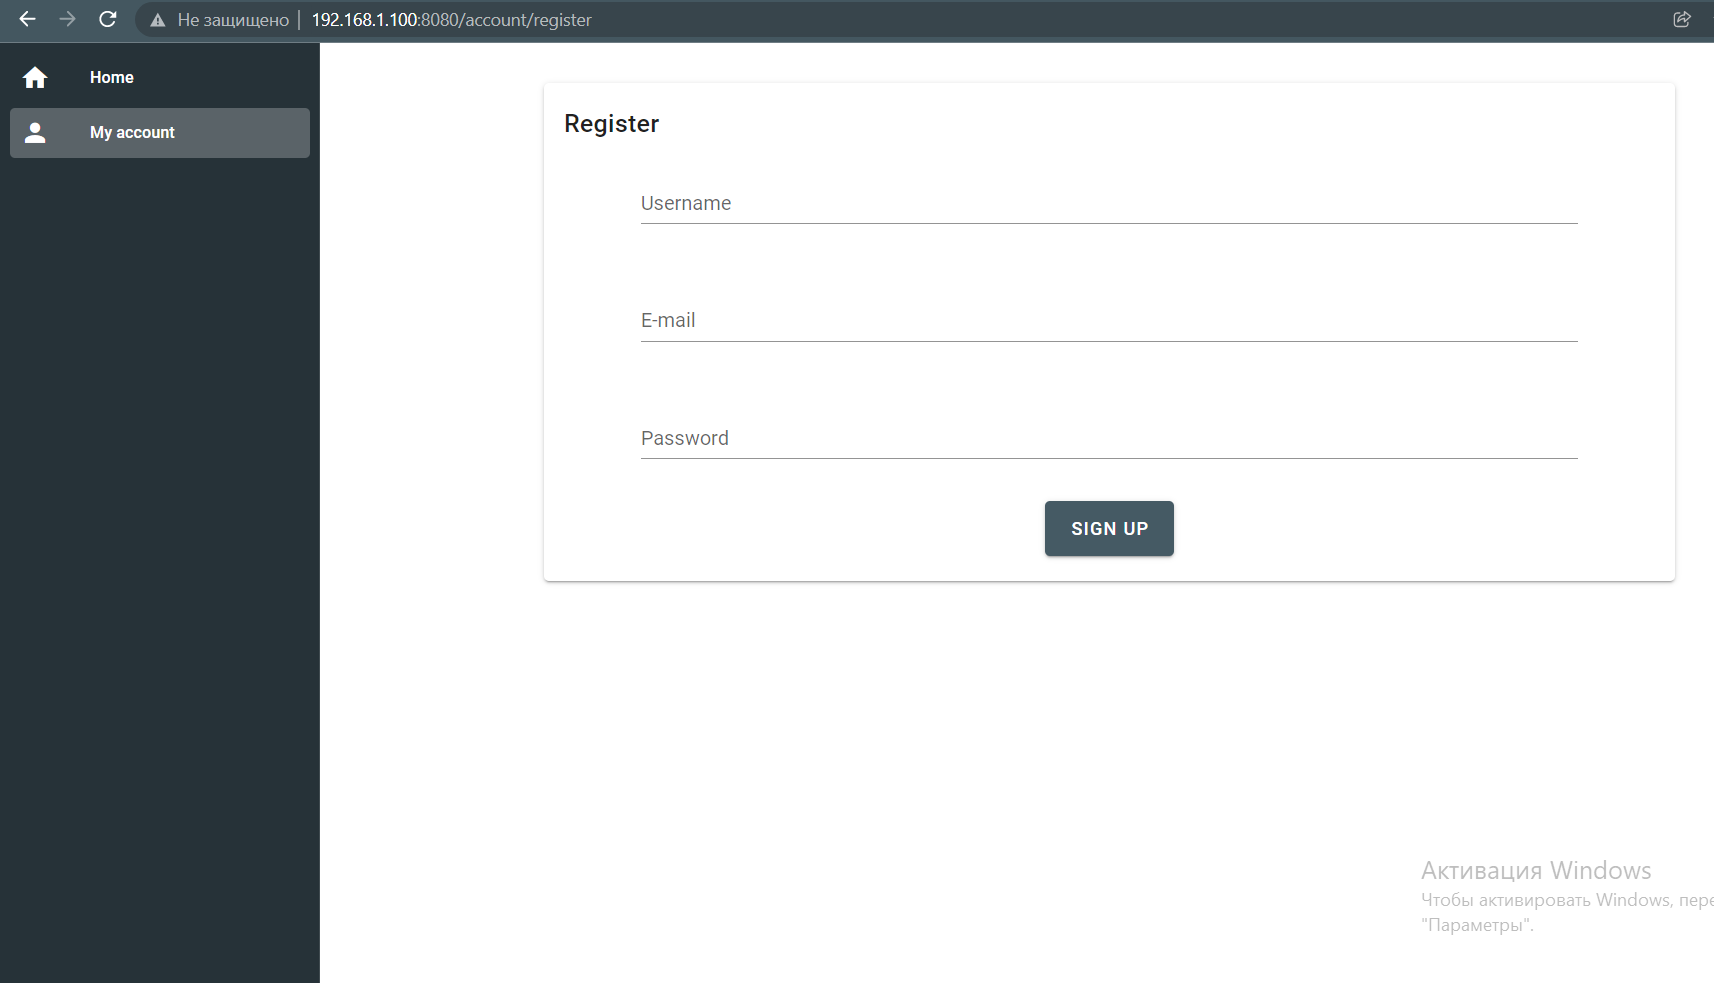 Не защищено 192.168.1.100:8080/account/register
Home
My account
Register
Username
E-mail
Password
SIGN UP
Активация Windows
Чтобы активировать Windows, пере
"Параметры".